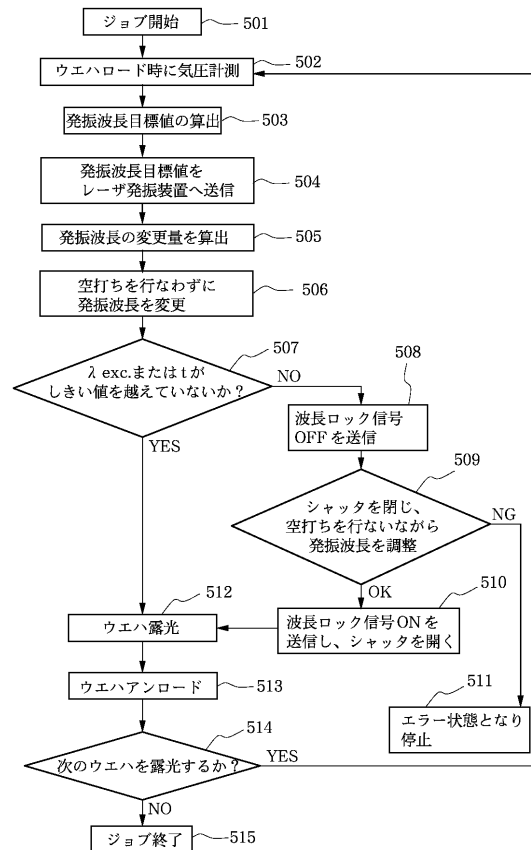 ジョブ開始
501
ウエハロード時に気圧計測
502
発振波長目標値の算出
503
発振波長目標値を
レーザ発振装置へ送信
504
発振波長の変更量を算出
505
空打ちを行なわずに
発振波長を変更
506
λexc.またはtが
しきい値を越えていないか?
507
NO
YES
508
波長ロック信号
OFFを送信
509
シャッタを閉じ、
空打ちを行ないながら
発振波長を調整
NG
OK
510
波長ロック信号ONを
送信し、シャッタを開く
511
エラー状態となり
停止
512
ウエハ露光
ウエハアンロード
513
514
次のウエハを露光するか?
YES
NO
ジョブ終了
515